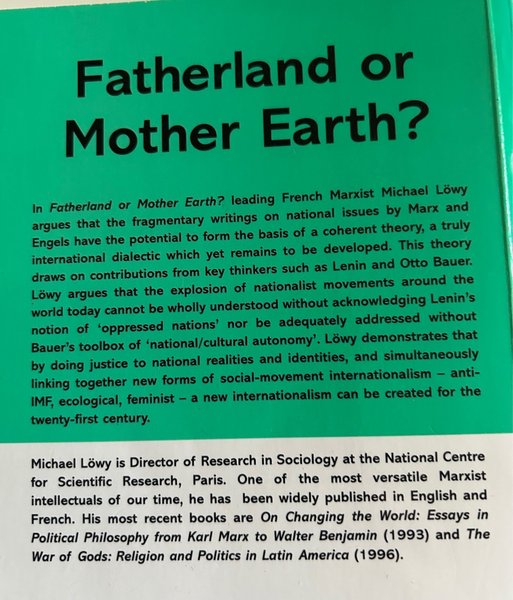 Fatherland or
Mother Earth?
In Fatherland or Mother Earth? leading French Marxist Michael Löwy
argues that the fragmentary writings on national issues by Marx and
Engels have the potential to form the basis of a coherent theory, a truly
international dialectic which yet remains to be developed. This theory
draws on contributions from key thinkers such as Lenin and Otto Bauer.
Löwy argues that the explosion of nationalist movements around the
world today cannot be wholly understood without acknowledging Lenin's
notion of 'oppressed nations' nor be adequately addressed without
Bauer's toolbox of 'national/cultural autonomy'. Löwy demonstrates that
by doing justice to national realities and identities, and simultaneously
linking together new forms of social-movement internationalism – anti-
IMF, ecological, feminist – a new internationalism can be created for the
twenty-first century.
Michael Löwy is Director of Research in Sociology at the National Centre
for Scientific Research, Paris. One of the most versatile Marxist
intellectuals of our time, he has been widely published in English and
French. His most recent books are On Changing the World: Essays in
Political Philosophy from Karl Marx to Walter Benjamin (1993) and The
War of Gods: Religion and Politics in Latin America (1996).